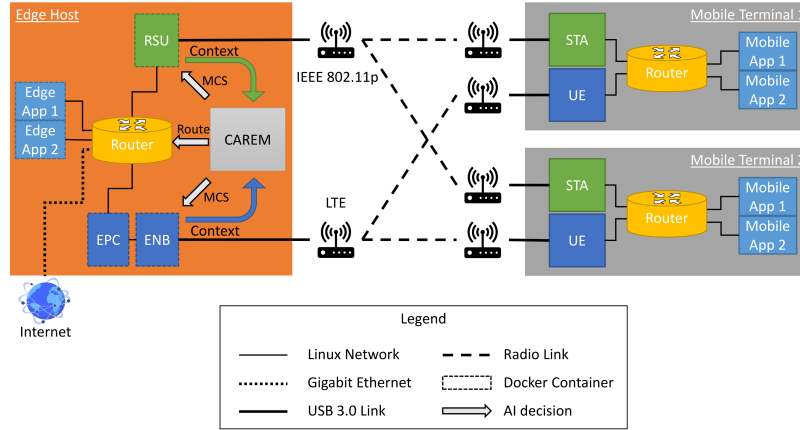 Edge Host
RSU
Context
MCS
Edge
App 1
Edge
App 2
Router
Route
CAREM
MCS
EPC
ENB
Context
Internet
IEEE 802.11p
LTE
Mobile Terminal 1
STA
UE
Router
Mobile
App 1
Mobile
App 2
Mobile Terminal 2
STA
UE
Router
Mobile
App 1
Mobile
App 2
Legend
Linux Network
Radio Link
Gigabit Ethernet
Docker Container
USB 3.0 Link
AI decision